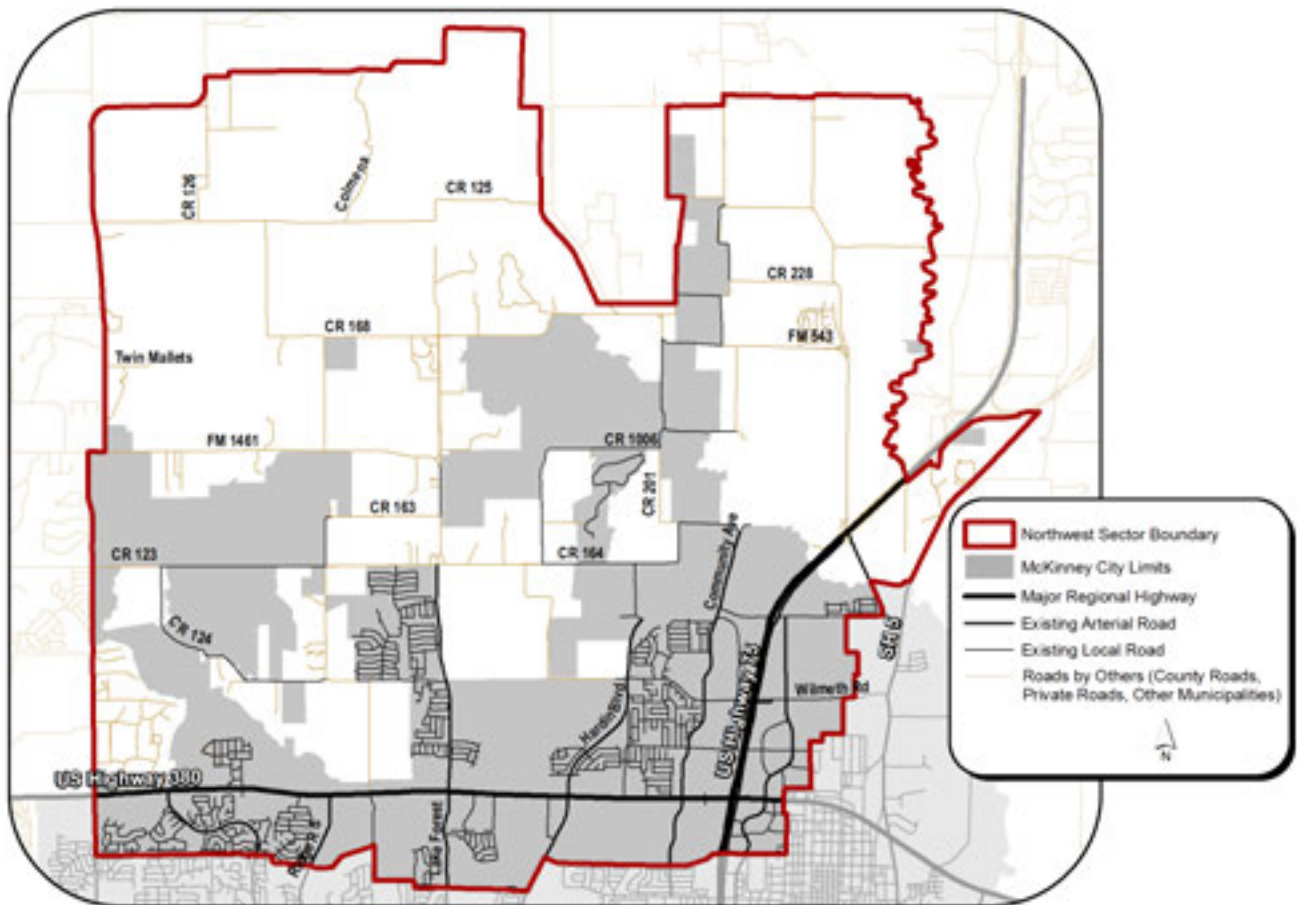 CR 126
Colmena
CR 125
CR 228
CR 168
FM 543
Twin Mallets
FM 1461
CR 1006
CR 201
CR 163
CR 123
CR 164
Community Ave
CR 124
SH 5
Wilmeth Rd
Hardin Blvd
US Highway 75
US Highway 380
Lake Forest
Northwest Sector Boundary
McKinney City Limits
Major Regional Highway
Existing Arterial Road
Existing Local Road
Roads by Others (County Roads,
Private Roads, Other Municipalities)
N